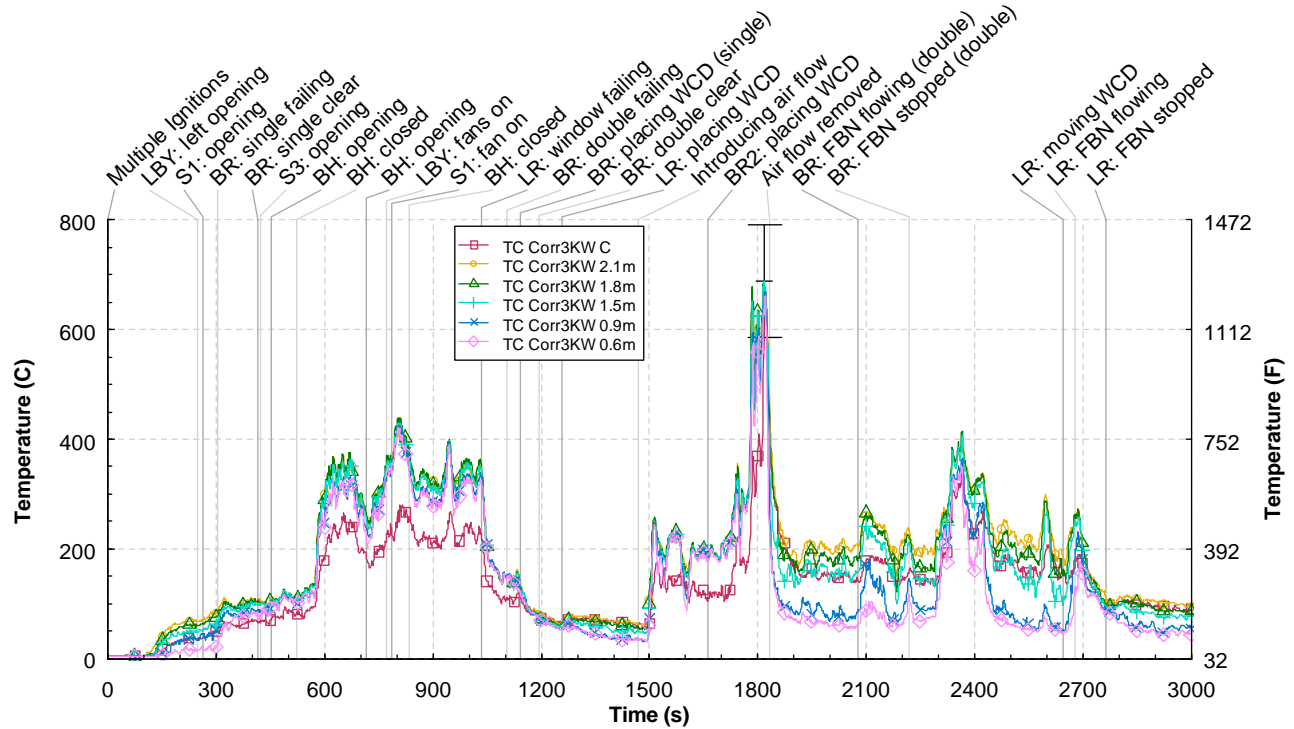 Multiple Ignitions
LBY: left opening
S1: opening
BR: single failing
BR: single clear
S3: opening
BH: opening
BH: closed
BH: opening
LBY: fans on
S1: fan on
BH: closed
LR: window failing
BR: double failing
BR: placing WCD (single)
BR: double clear
LR: placing WCD
Introducing air flow
BR2: placing WCD
Air flow removed
BR: FBN flowing (double)
BR: FBN stopped (double)
LR: moving WCD
LR: FBN flowing
LR: FBN stopped
800
600
400
200
0
Temperature (C)
TC Corr3KW C
TC Corr3KW 2.1m
TC Corr3KW 1.8m
TC Corr3KW 1.5m
TC Corr3KW 0.9m
TC Corr3KW 0.6m
1472
1112
752
392
32
Temperature (F)
0 300 600 900 1200 1500 1800 2100 2400 2700 3000
Time (s)